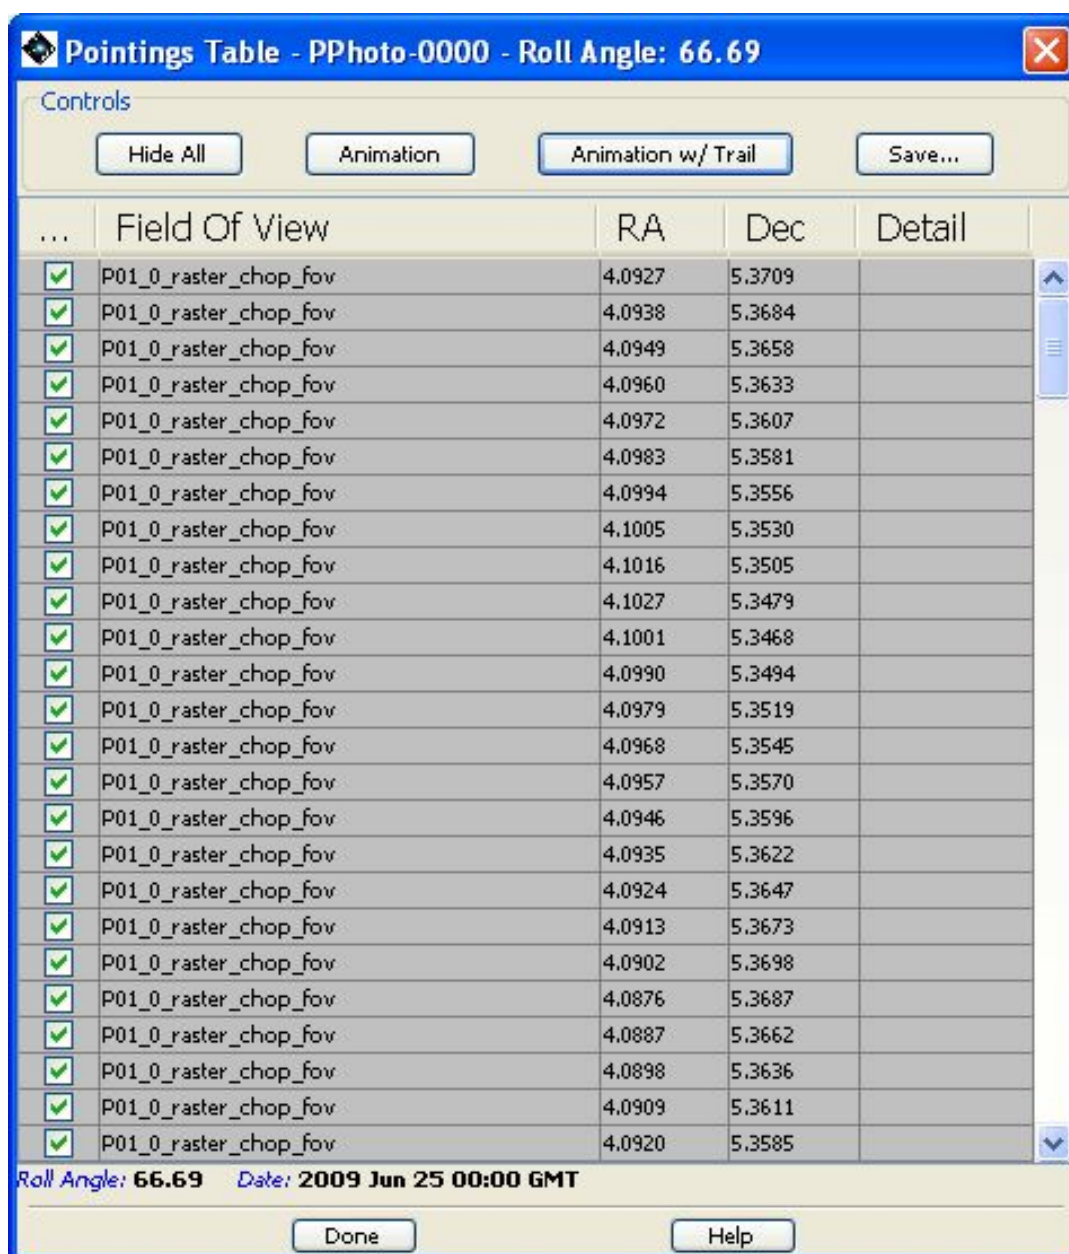 Pointings Table - PPhoto-0000 - Roll Angle: 66.69
Controls
Hide All Animation Animation w/ Trail Save...
... Field Of View RA Dec Detail
P01_0_raster_chop_fov 4.0927 5.3709
P01_0_raster_chop_fov 4.0938 5.3684
P01_0_raster_chop_fov 4.0949 5.3658
P01_0_raster_chop_fov 4.0960 5.3633
P01_0_raster_chop_fov 4.0972 5.3607
P01_0_raster_chop_fov 4.0983 5.3581
P01_0_raster_chop_fov 4.0994 5.3556
P01_0_raster_chop_fov 4.1005 5.3530
P01_0_raster_chop_fov 4.1016 5.3505
P01_0_raster_chop_fov 4.1027 5.3479
P01_0_raster_chop_fov 4.1001 5.3468
P01_0_raster_chop_fov 4.0990 5.3494
P01_0_raster_chop_fov 4.0979 5.3519
P01_0_raster_chop_fov 4.0968 5.3545
P01_0_raster_chop_fov 4.0957 5.3570
P01_0_raster_chop_fov 4.0946 5.3596
P01_0_raster_chop_fov 4.0935 5.3622
P01_0_raster_chop_fov 4.0924 5.3647
P01_0_raster_chop_fov 4.0913 5.3673
P01_0_raster_chop_fov 4.0902 5.3698
P01_0_raster_chop_fov 4.0876 5.3687
P01_0_raster_chop_fov 4.0887 5.3662
P01_0_raster_chop_fov 4.0898 5.3636
P01_0_raster_chop_fov 4.0909 5.3611
P01_0_raster_chop_fov 4.0920 5.3585
Roll Angle: 66.69 Date: 2009 Jun 25 00:00 GMT
Done Help